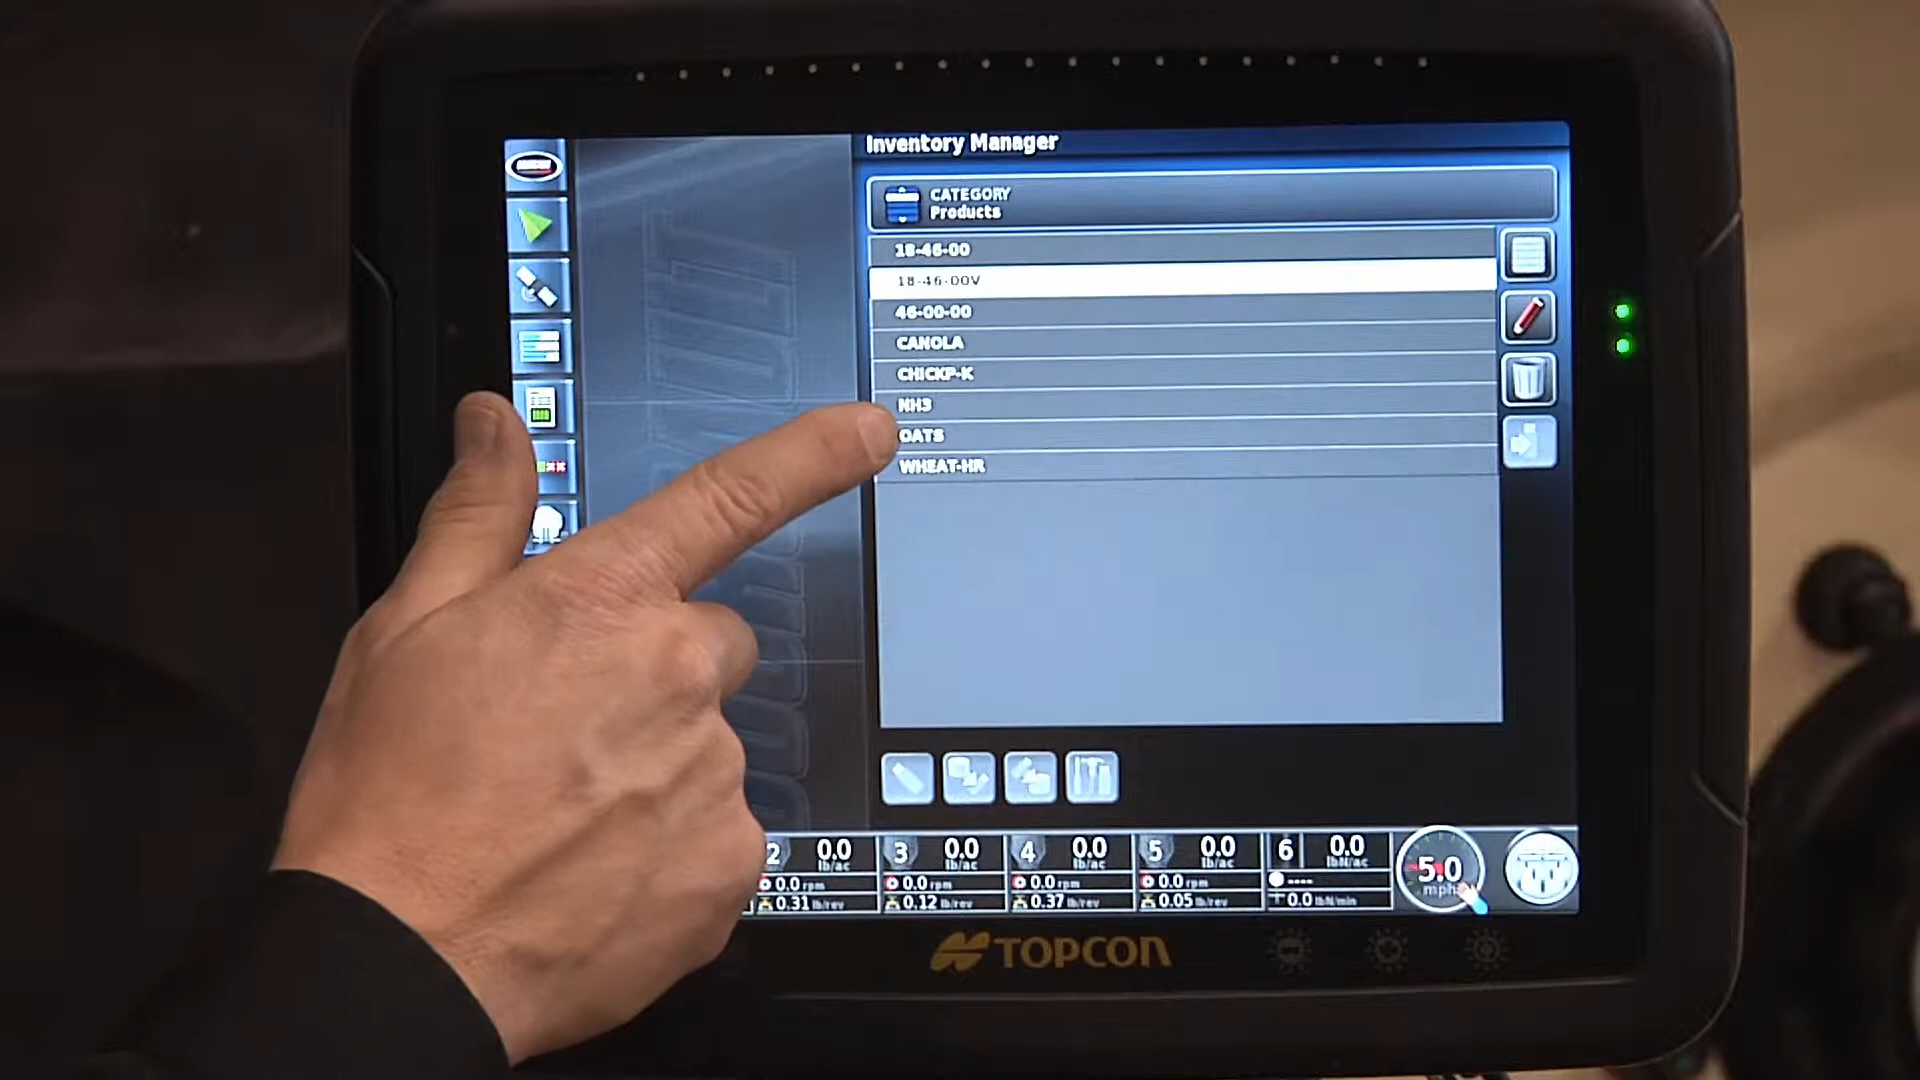 Inventory Manager
CATEGORY
Products
18-46-00
18-46-00V
46-00-00
CANOLA
CHICKP-K
NH3
OATS
WHEAT-HR
2 0.0 lb/ac
0.0 rpm
0.31 lb/rev
3 0.0 lb/ac
0.0 rpm
0.12 lb/rev
4 0.0 lb/ac
0.0 rpm
0.37 lb/rev
5 0.0 lb/ac
0.0 rpm
0.05 lb/rev
6 0.0 lbN/ac
----
0.0 lbN/min
5.0
mph
TOPCON